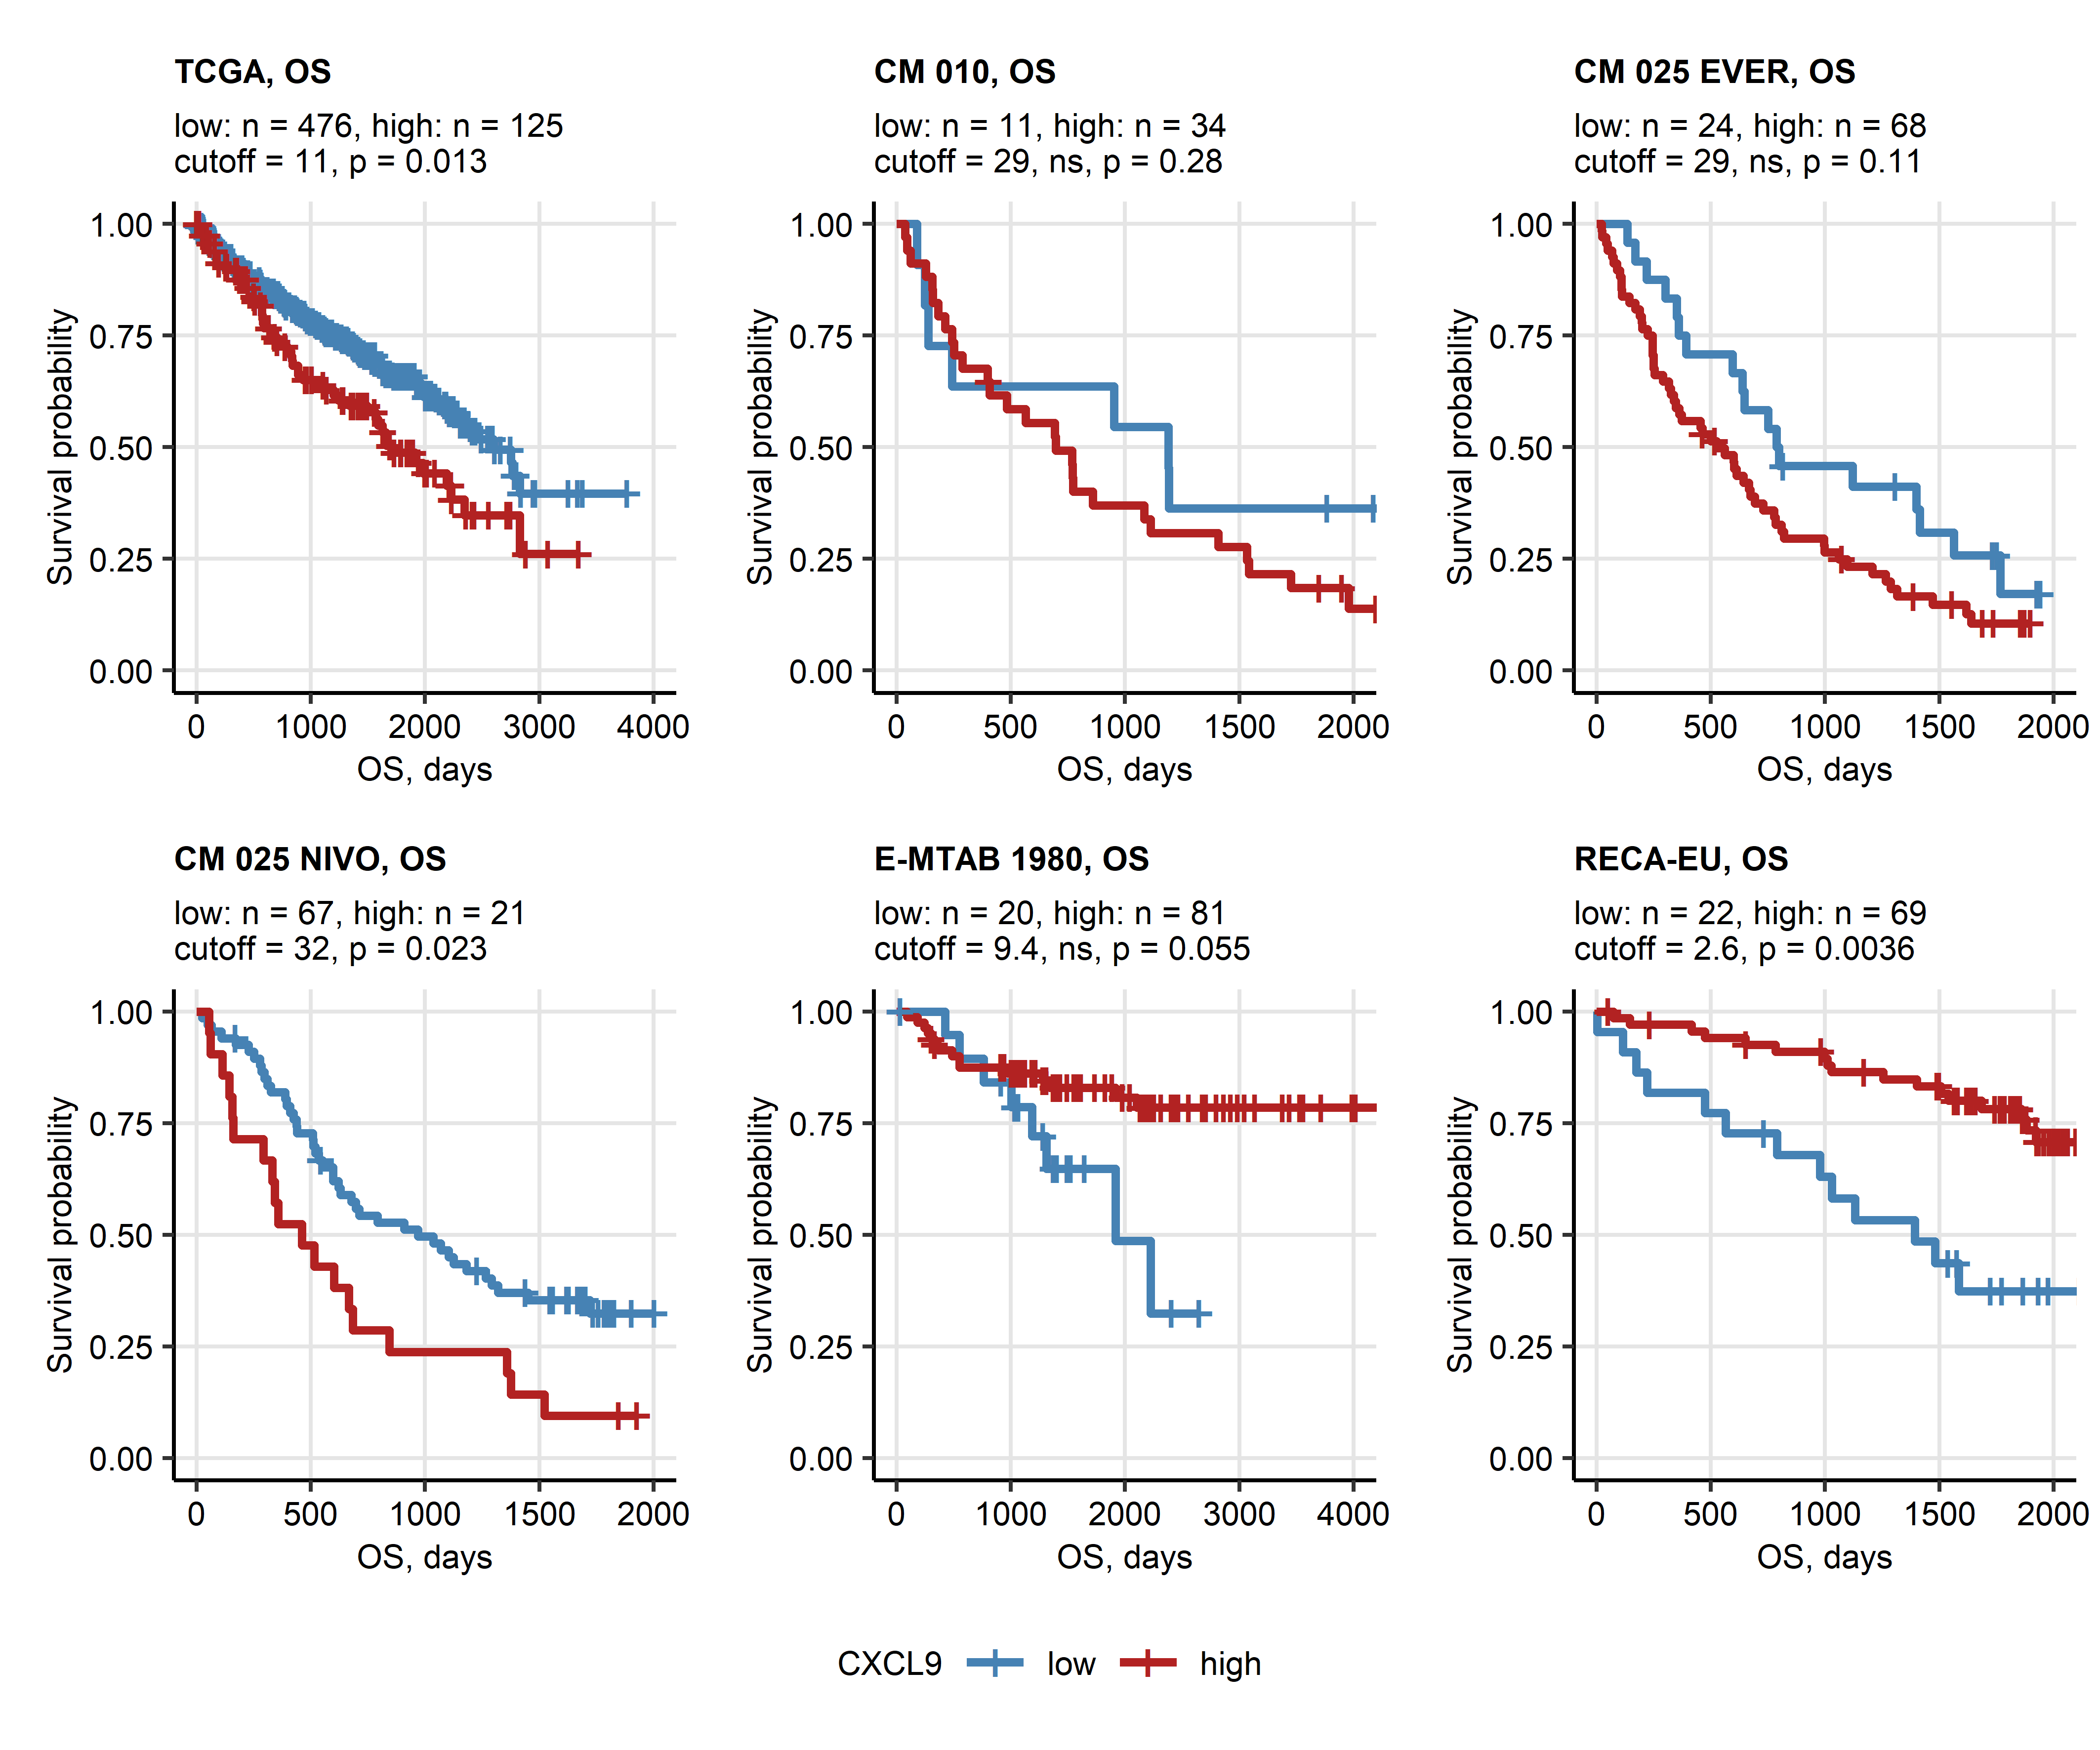 TCGA, OS
low: n = 476, high: n = 125
cutoff = 11, p = 0.013
Survival probability
1.00
0.75
0.50
0.25
0.00
0 1000 2000 3000 4000
OS, days
CM 010, OS
low: n = 11, high: n = 34
cutoff = 29, ns, p = 0.28
Survival probability
1.00
0.75
0.50
0.25
0.00
0 500 1000 1500 2000
OS, days
CM 025 EVER, OS
low: n = 24, high: n = 68
cutoff = 29, ns, p = 0.11
Survival probability
1.00
0.75
0.50
0.25
0.00
0 500 1000 1500 2000
OS, days
CM 025 NIVO, OS
low: n = 67, high: n = 21
cutoff = 32, p = 0.023
Survival probability
1.00
0.75
0.50
0.25
0.00
0 500 1000 1500 2000
OS, days
E-MTAB 1980, OS
low: n = 20, high: n = 81
cutoff = 9.4, ns, p = 0.055
Survival probability
1.00
0.75
0.50
0.25
0.00
0 1000 2000 3000 4000
OS, days
RECA-EU, OS
low: n = 22, high: n = 69
cutoff = 2.6, p = 0.0036
Survival probability
1.00
0.75
0.50
0.25
0.00
0 500 1000 1500 2000
OS, days
CXCL9 low high